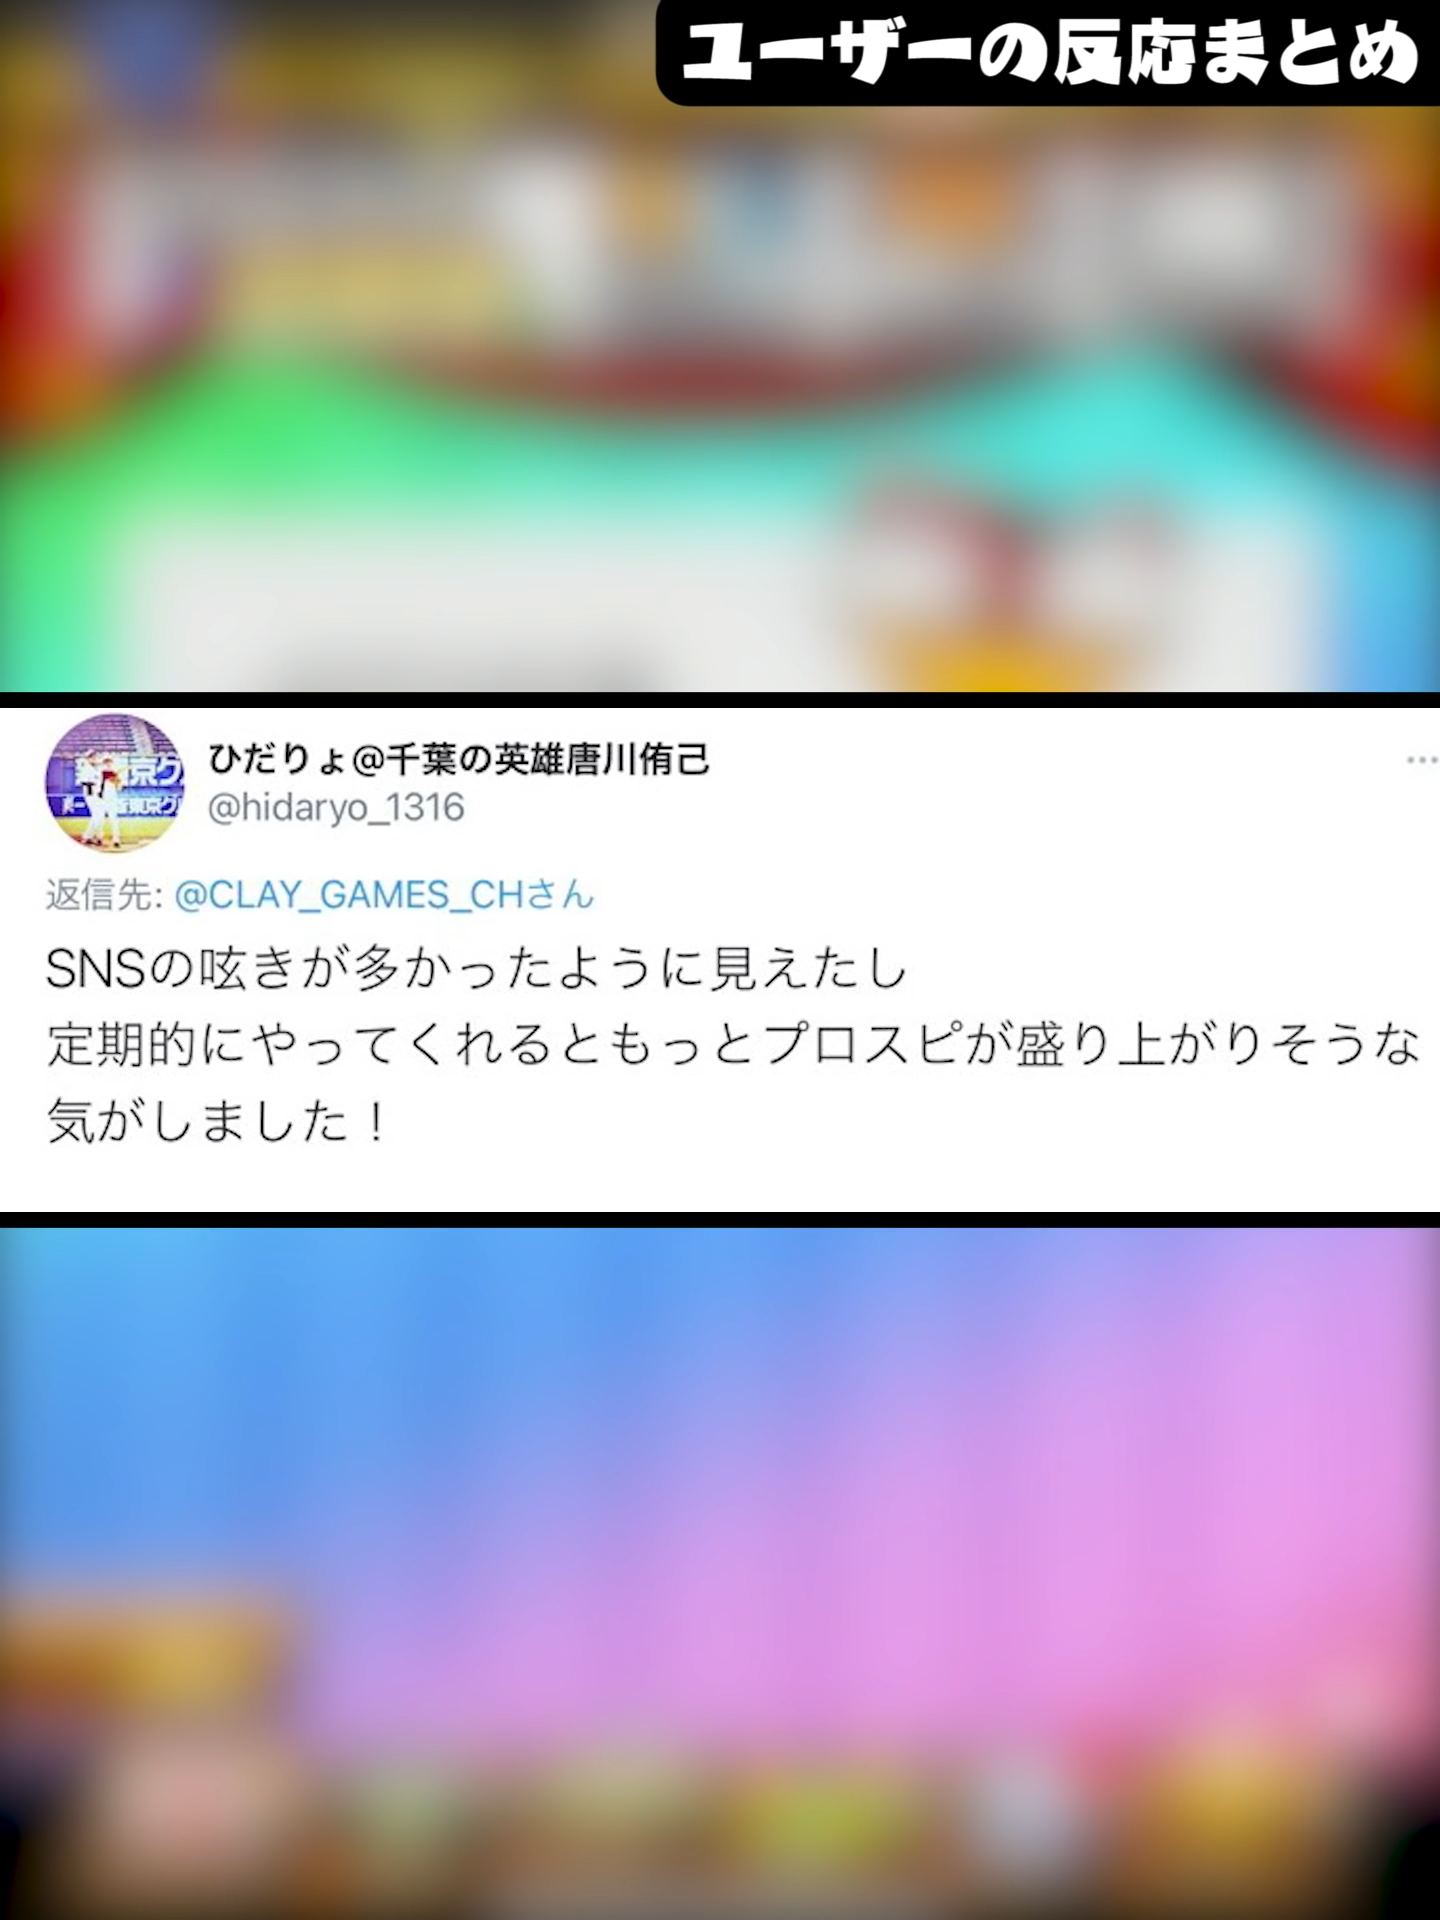 ユーザーの反応まとめ
ひだりょ@千葉の英雄唐川侑己
@hidaryo_1316
返信先: @CLAY_GAMES_CHさん
SNSの呟きが多かったように見えたし
定期的にやってくれるともっとプロスピが盛り上がりそうな
気がしました！